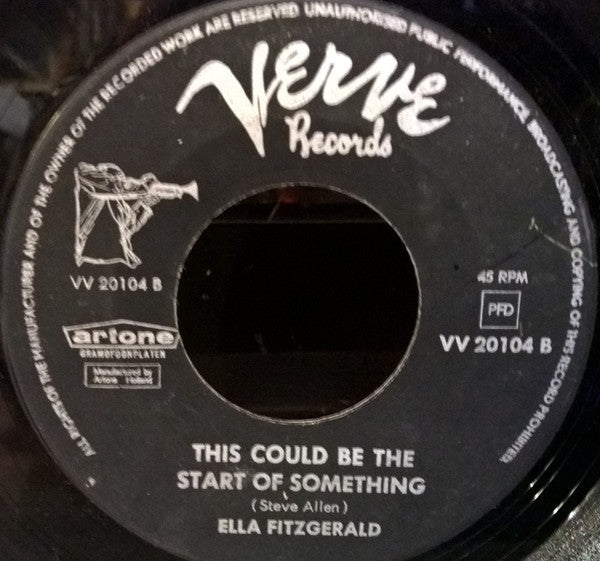 ALL RIGHTS OF THE MANUFACTURER AND OF THE OWNER OF THE RECORDED WORK ARE RESERVED UNAUTHORISED PUBLIC PERFORMANCE, BROADCASTING AND COPYING OF THIS RECORD PROHIBITED.
Verve
Records
VV 20104 B
artone
GRAMOFOONPLATEN
Manufactured by
Artone Holland
45 RPM
PFD
VV 20104 B
THIS COULD BE THE
START OF SOMETHING
(Steve Allen)
ELLA FITZGERALD